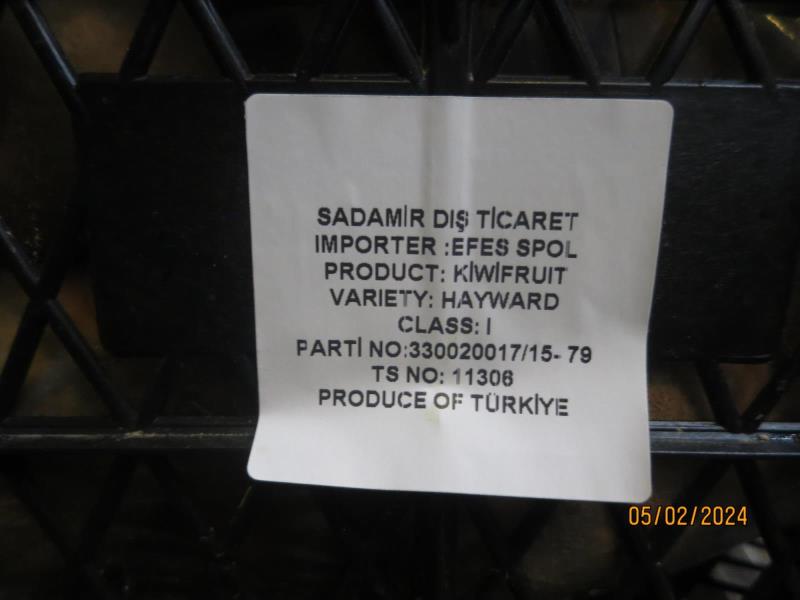 SADAMİR DIŞ TİCARET
IMPORTER :EFES SPOL
PRODUCT: KİWİFRUIT
VARIETY: HAYWARD
CLASS: I
PARTİ NO:330020017/15- 79
TS NO: 11306
PRODUCE OF TÜRKİYE
05/02/2024